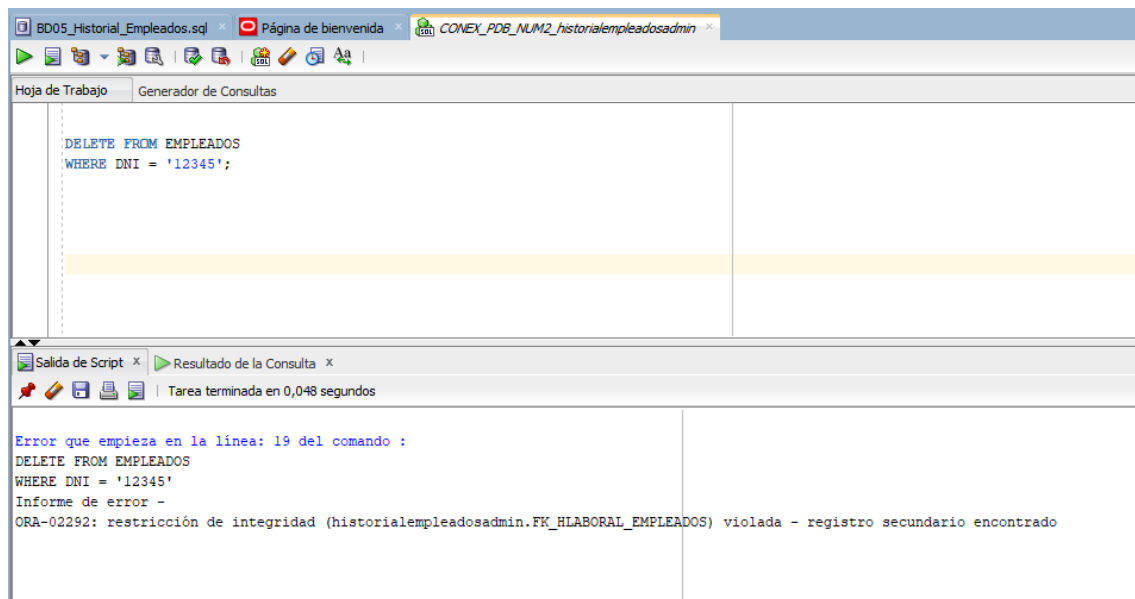 BD05_Historial_Empleados.sql Página de bienvenida CONEX_PDB_NUM2_historialempleadosadmin
Hoja de Trabajo Generador de Consultas
DELETE FROM EMPLEADOS
WHERE DNI = '12345';
Salida de Script x Resultado de la Consulta x
Tarea terminada en 0,048 segundos
Error que empieza en la línea: 19 del comando :
DELETE FROM EMPLEADOS
WHERE DNI = '12345'
Informe de error -
ORA-02292: restricción de integridad (historialempleadosadmin.FK_HLABORAL_EMPLEADOS) violada - registro secundario encontrado